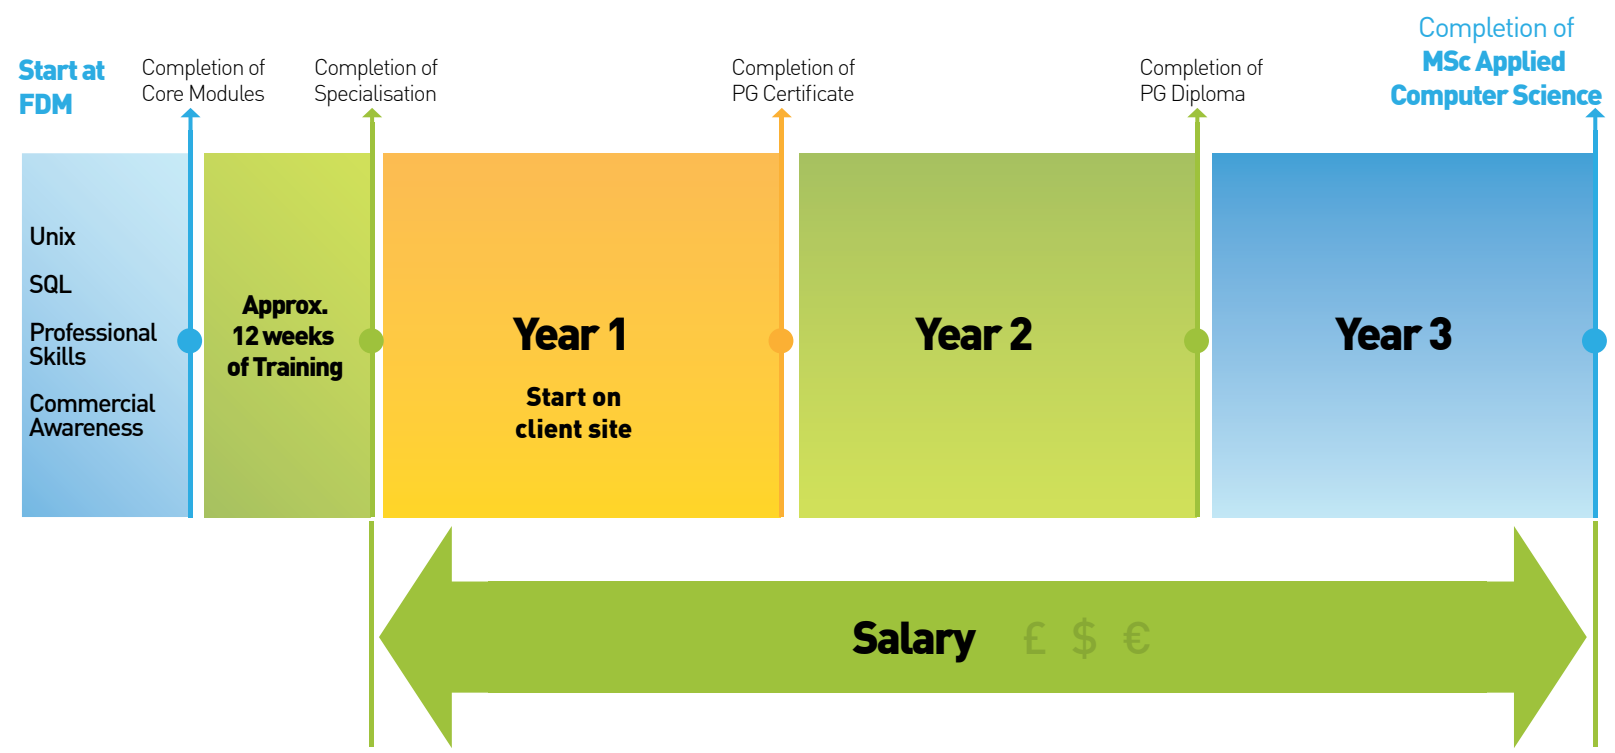 Start at
FDM
Completion of
Core Modules
Completion of
Specialisation
Completion of
PG Certificate
Completion of
PG Diploma
Completion of
MSc Applied
Computer Science
Unix
SQL
Professional
Skills
Commercial
Awareness
Approx.
12 weeks
of Training
Year 1
Start on
client site
Year 2
Year 3
Salary £ $ €